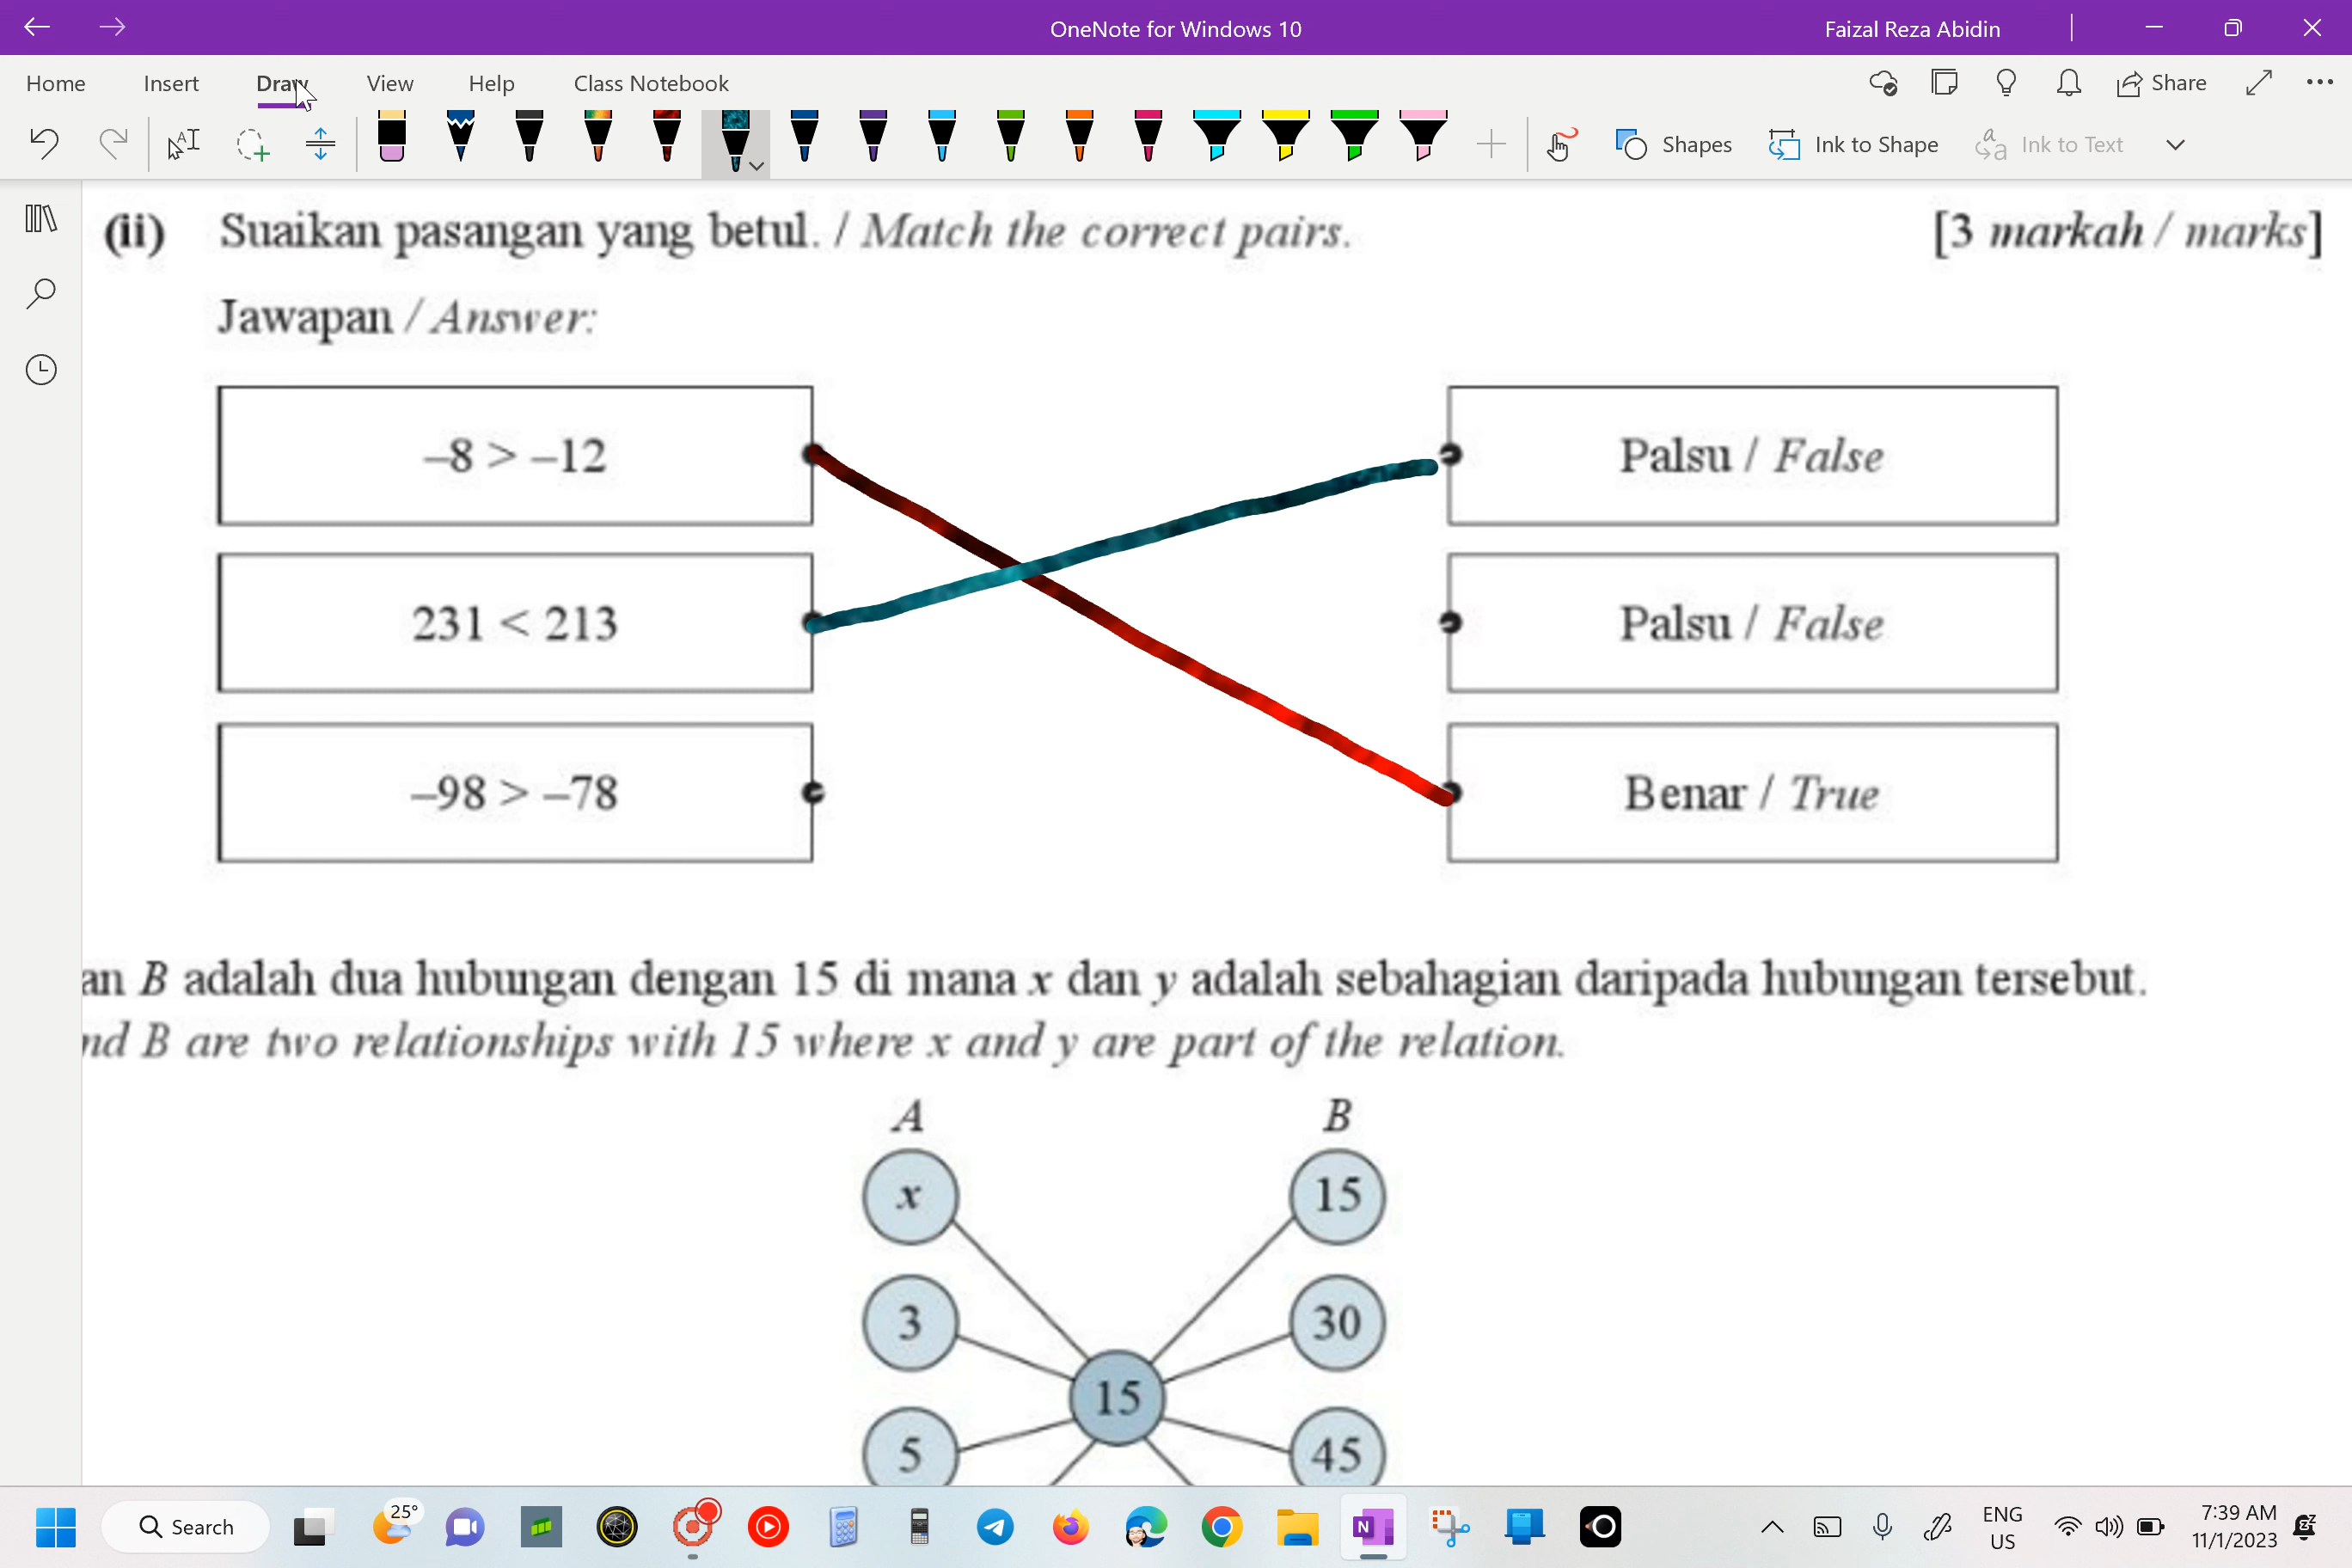 OneNote for Windows 10
Faizal Reza Abidin
Home Insert Draw View Help Class Notebook
Share
Shapes Ink to Shape Ink to Text
(ii) Suaikan pasangan yang betul. / Match the correct pairs. [3 markah / marks]
Jawapan / Answer:
–8 > –12 Palsu / False
231 < 213 Palsu / False
–98 > –78 Benar / True
an B adalah dua hubungan dengan 15 di mana x dan y adalah sebahagian daripada hubungan tersebut.
nd B are two relationships with 15 where x and y are part of the relation.
A B
x 15
3 30
15
5 45
Search
25°
ENG
US
7:39 AM
11/1/2023